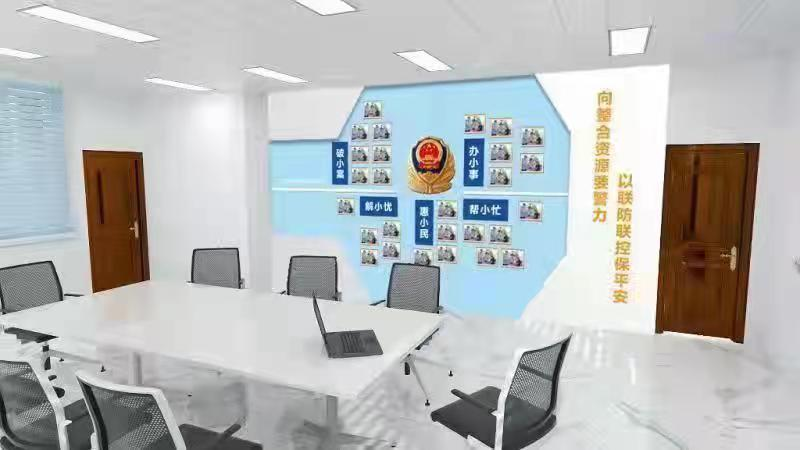 破小案
办小事
解小忧
惠小民
帮小忙
向整合资源要警力
以联防联控保平安